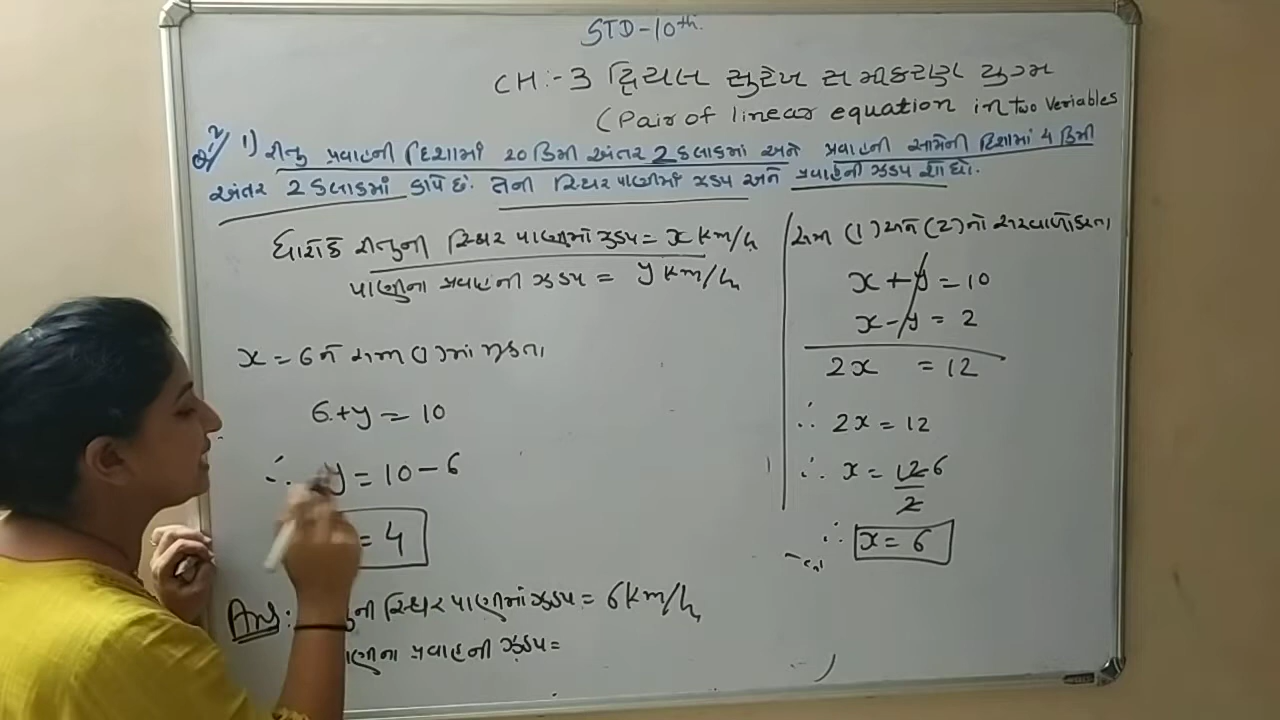 STD-10th.
CH:-3 દ્વિચલ સુરેખ સમીકરણ યુગ્મ
(Pair of linear equation in two Variables
Q:2/ 1) રીતુ પ્રવાહની દિશામાં 20 કિમી અંતર 2 કલાકમાં અને પ્રવાહની સામેની દિશામાં 4 કિમી
અંતર 2 કલાકમાં કાપે છે. તેની સ્થિર પાણીમાં ઝડપ અને પ્રવાહની ઝડપ શોધો.
ધારોકે રીતુની સ્થિર પાણીમાં ઝડપ = x km/h
પાણીના પ્રવાહની ઝડપ = y km/h
x = 6ને સમી (1)માં મુકતા
6+y = 10
∴ y = 10 - 6
= 4
Ans: ની સ્થિર પાણીમાં ઝડપ = 6 km/h
પ્રવાહની ઝડપ =
સમી (1) અને (2)નો સરવાળો કરતા
x + y = 10
x - y = 2
2x = 12
∴ 2x = 12
∴ x = 12 6
2
∴ x = 6